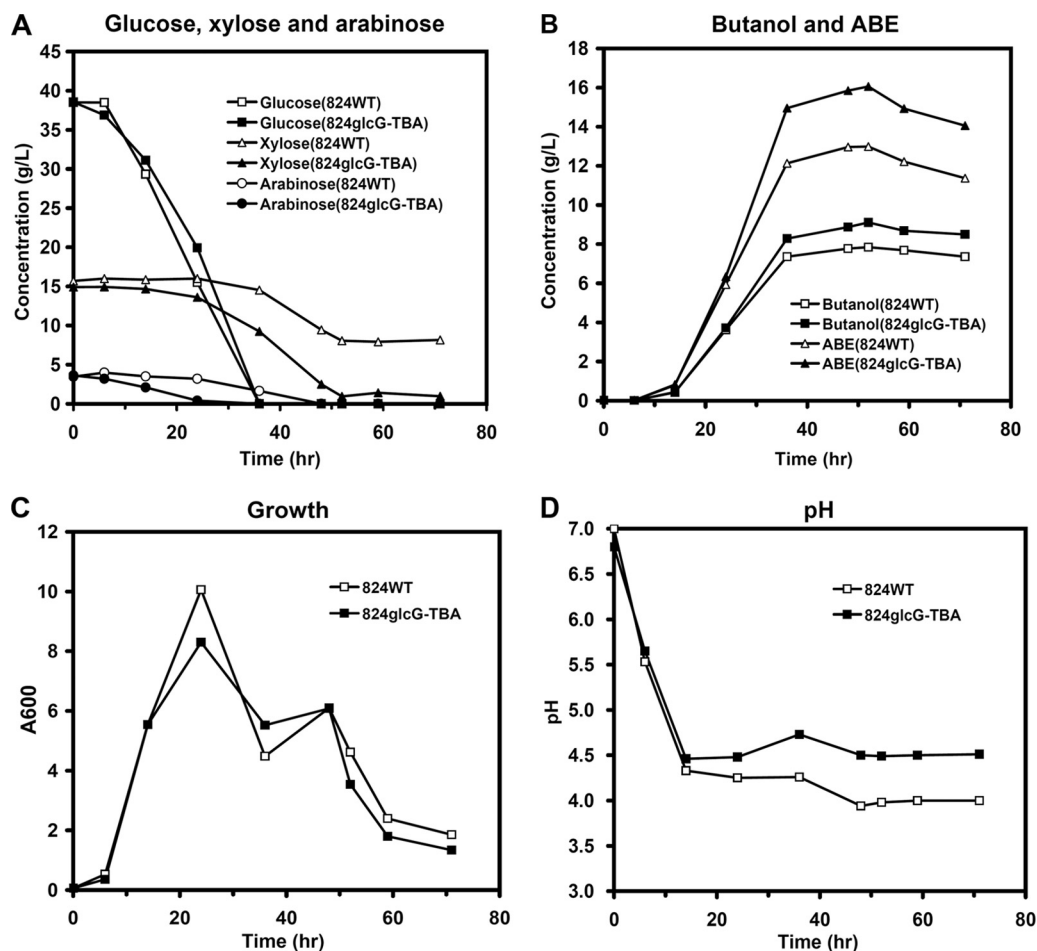 A
Glucose, xylose and arabinose
Concentration (g/L)
45
40
35
30
25
20
15
10
5
0
Glucose(824WT)
Glucose(824glcG-TBA)
Xylose(824WT)
Xylose(824glcG-TBA)
Arabinose(824WT)
Arabinose(824glcG-TBA)
0 20 40 60 80
Time (hr)
B
Butanol and ABE
Concentration (g/L)
18
16
14
12
10
8
6
4
2
0
Butanol(824WT)
Butanol(824glcG-TBA)
ABE(824WT)
ABE(824glcG-TBA)
0 20 40 60 80
Time (hr)
C
Growth
A600
12
10
8
6
4
2
0
824WT
824glcG-TBA
0 20 40 60 80
Time (hr)
D
pH
pH
7.0
6.5
6.0
5.5
5.0
4.5
4.0
3.5
3.0
824WT
824glcG-TBA
0 20 40 60 80
Time (hr)